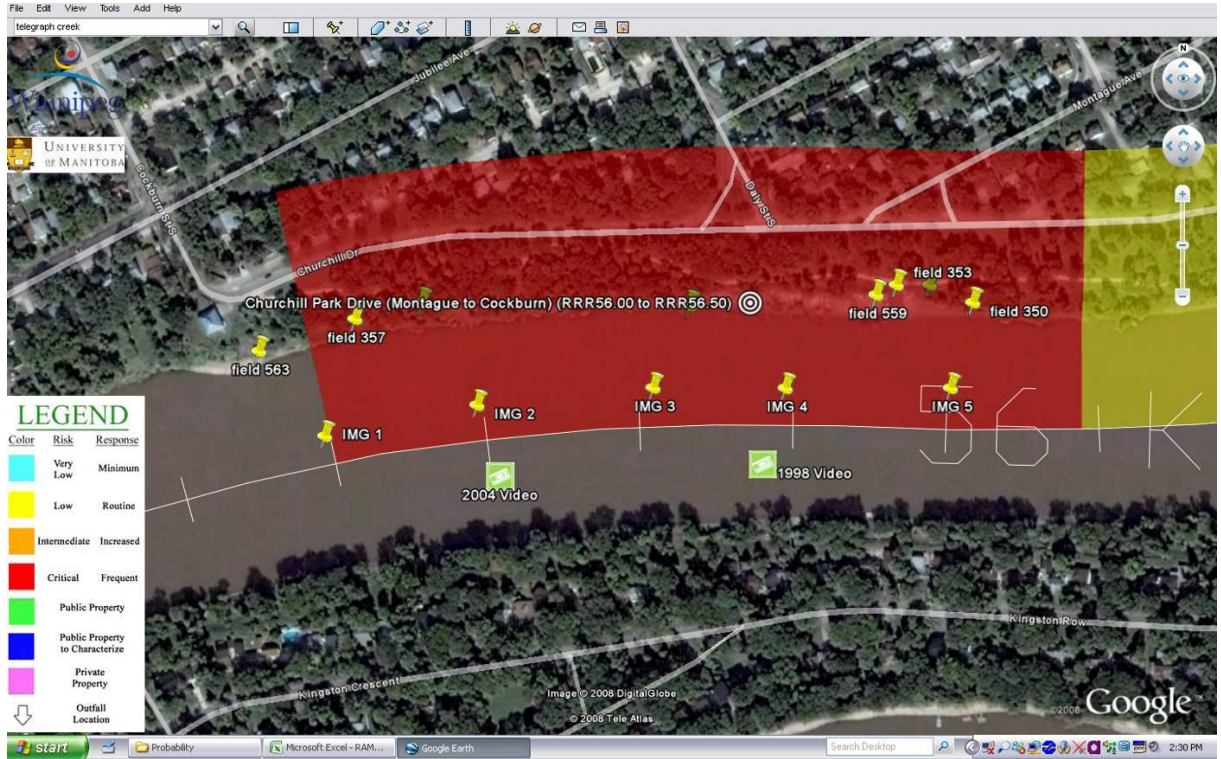 File Edit View Tools Add Help
telegraph creek
Winnipeg
UNIVERSITY
OF MANITOBA
Jubilee Ave
Montague Ave
N
Cockburn St S
Daly St S
Churchill Dr
field 353
Churchill Park Drive (Montague to Cockburn) (RRR56.00 to RRR56.50)
field 559
field 350
field 357
field 563
IMG 1
IMG 2
IMG 3
IMG 4
IMG 5
56 1 K
2004 Video
1998 Video
LEGEND
Color Risk Response
Very Low Minimum
Low Routine
Intermediate Increased
Critical Frequent
Public Property
Public Property
to Characterize
Private
Property
Outfall
Location
Kingston Row
Kingston Crescent
Image © 2008 DigitalGlobe
© 2008 Tele Atlas
©2008 Google
start Probability Microsoft Excel - RAM... Google Earth Search Desktop 2:30 PM